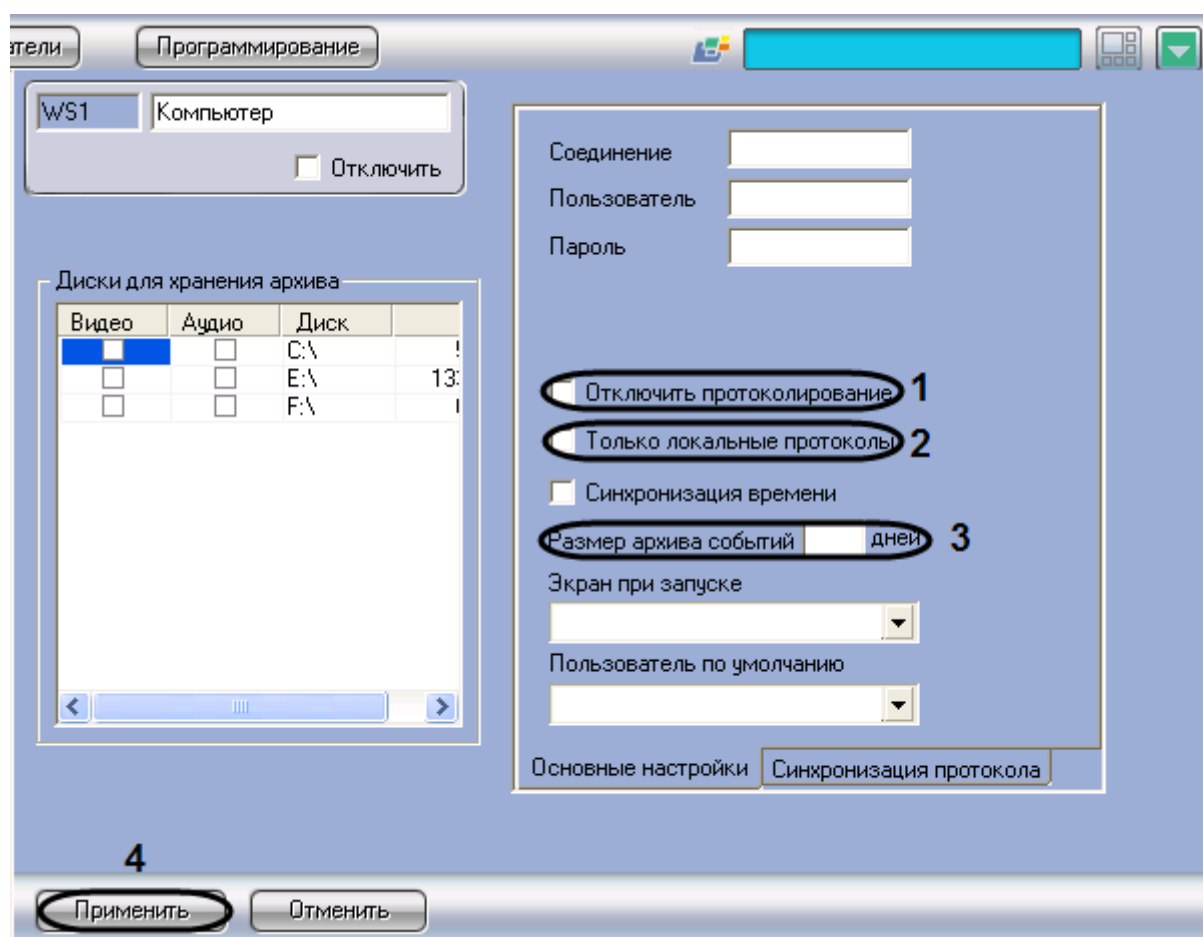 Программирование
WS1 Компьютер
Отключить
Диски для хранения архива
Видео Аудио Диск
C:\
E:\
F:\
Соединение
Пользователь
Пароль
Отключить протоколирование 1
Только локальные протоколы 2
Синхронизация времени
Размер архива событий дней 3
Экран при запуске
Пользователь по умолчанию
Основные настройки Синхронизация протокола
4
Применить Отменить